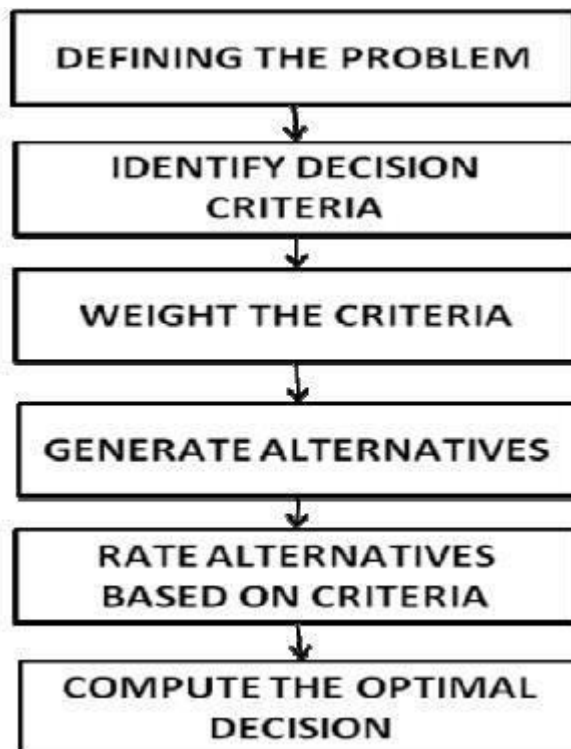 DEFINING THE PROBLEM
IDENTIFY DECISION
CRITERIA
WEIGHT THE CRITERIA
GENERATE ALTERNATIVES
RATE ALTERNATIVES
BASED ON CRITERIA
COMPUTE THE OPTIMAL
DECISION